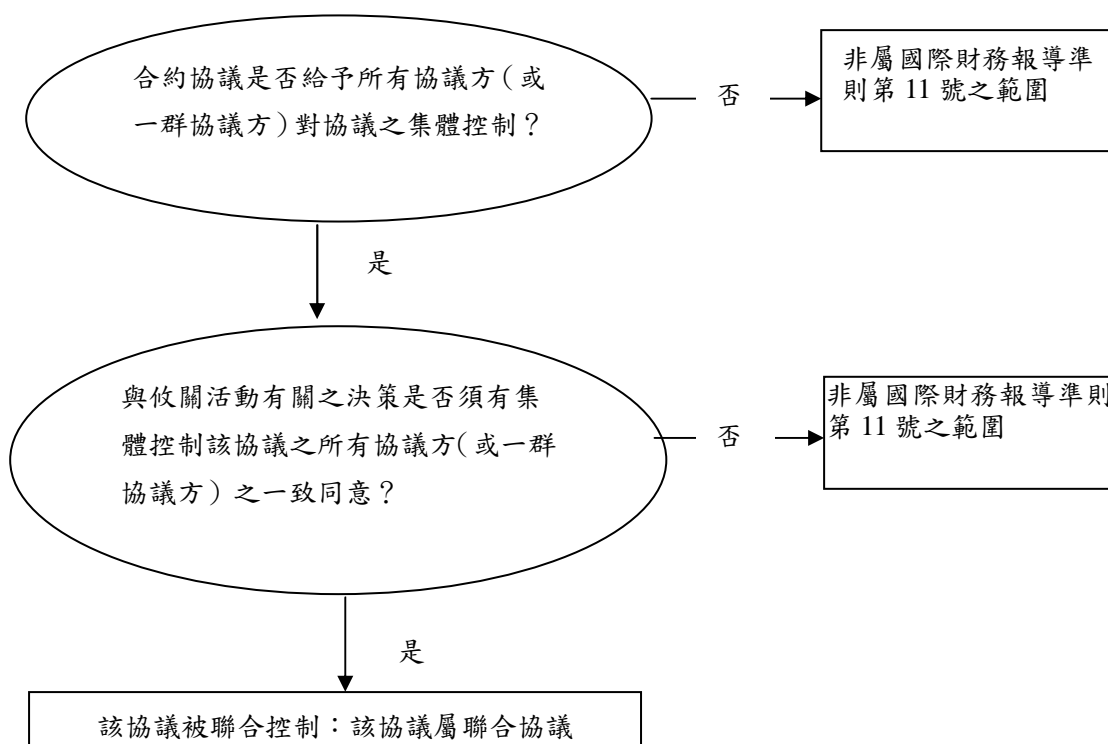 合約協議是否給予所有協議方(或
一群協議方)對協議之集體控制?
否
非屬國際財務報導準
則第 11 號之範圍
是
與攸關活動有關之決策是否須有集
體控制該協議之所有協議方(或一群
協議方)之一致同意?
否
非屬國際財務報導準則
第 11 號之範圍
是
該協議被聯合控制:該協議屬聯合協議